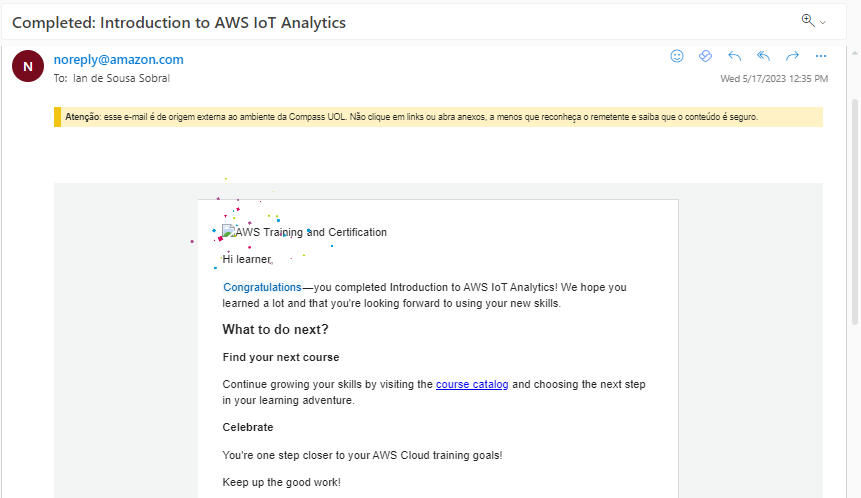 Completed: Introduction to AWS IoT Analytics
N
noreply@amazon.com
To: Ian de Sousa Sobral
Wed 5/17/2023 12:35 PM
Atenção: esse e-mail é de origem externa ao ambiente da Compass UOL. Não clique em links ou abra anexos, a menos que reconheça o remetente e saiba que o conteúdo é seguro.
AWS Training and Certification
Hi learner,
Congratulations—you completed Introduction to AWS IoT Analytics! We hope you
learned a lot and that you're looking forward to using your new skills.
What to do next?
Find your next course
Continue growing your skills by visiting the course catalog and choosing the next step
in your learning adventure.
Celebrate
You're one step closer to your AWS Cloud training goals!
Keep up the good work!